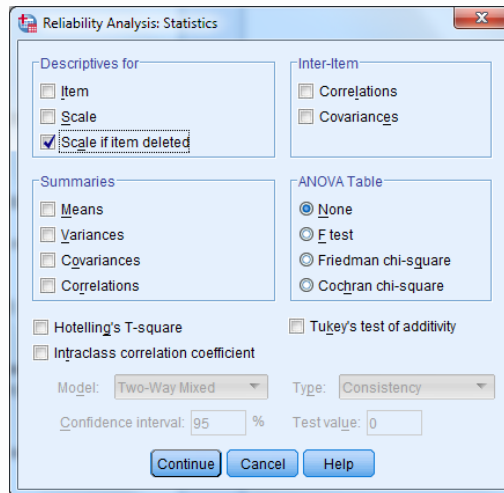 Reliability Analysis: Statistics
Descriptives for
Item
Scale
Scale if item deleted
Inter-Item
Correlations
Covariances
Summaries
Means
Variances
Covariances
Correlations
ANOVA Table
None
F test
Friedman chi-square
Cochran chi-square
Hotelling's T-square
Tukey's test of additivity
Intraclass correlation coefficient
Model: Two-Way Mixed
Type: Consistency
Confidence interval: 95 %
Test value: 0
Continue
Cancel
Help